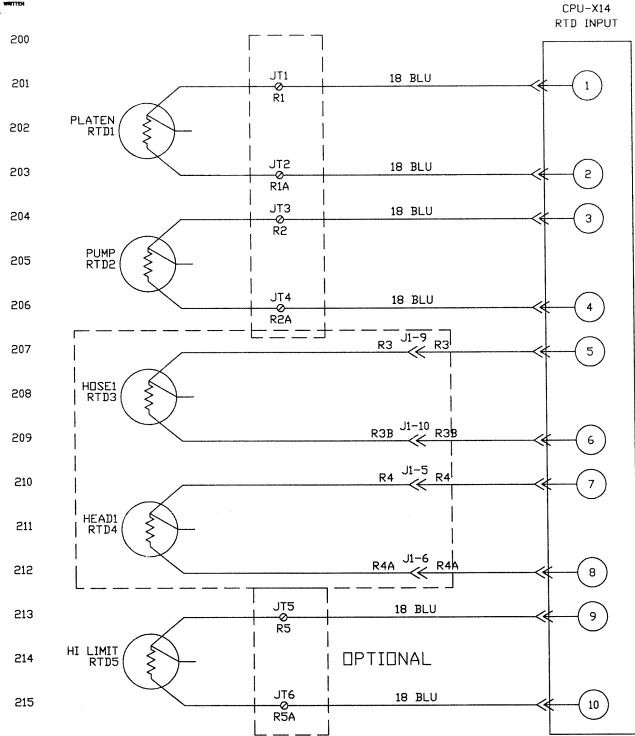 WRITTEN
CPU-X14
RTD INPUT
200
201
JT1
R1
18 BLU
1
202
PLATEN
RTD1
203
JT2
R1A
18 BLU
2
204
JT3
R2
18 BLU
3
205
PUMP
RTD2
206
JT4
R2A
18 BLU
4
207
R3 J1-9 R3
5
208
HOSE1
RTD3
209
R3B J1-10 R3B
6
210
R4 J1-5 R4
7
211
HEAD1
RTD4
212
R4A J1-6 R4A
8
213
JT5
R5
18 BLU
9
214
HI LIMIT
RTD5
OPTIONAL
215
JT6
R5A
18 BLU
10